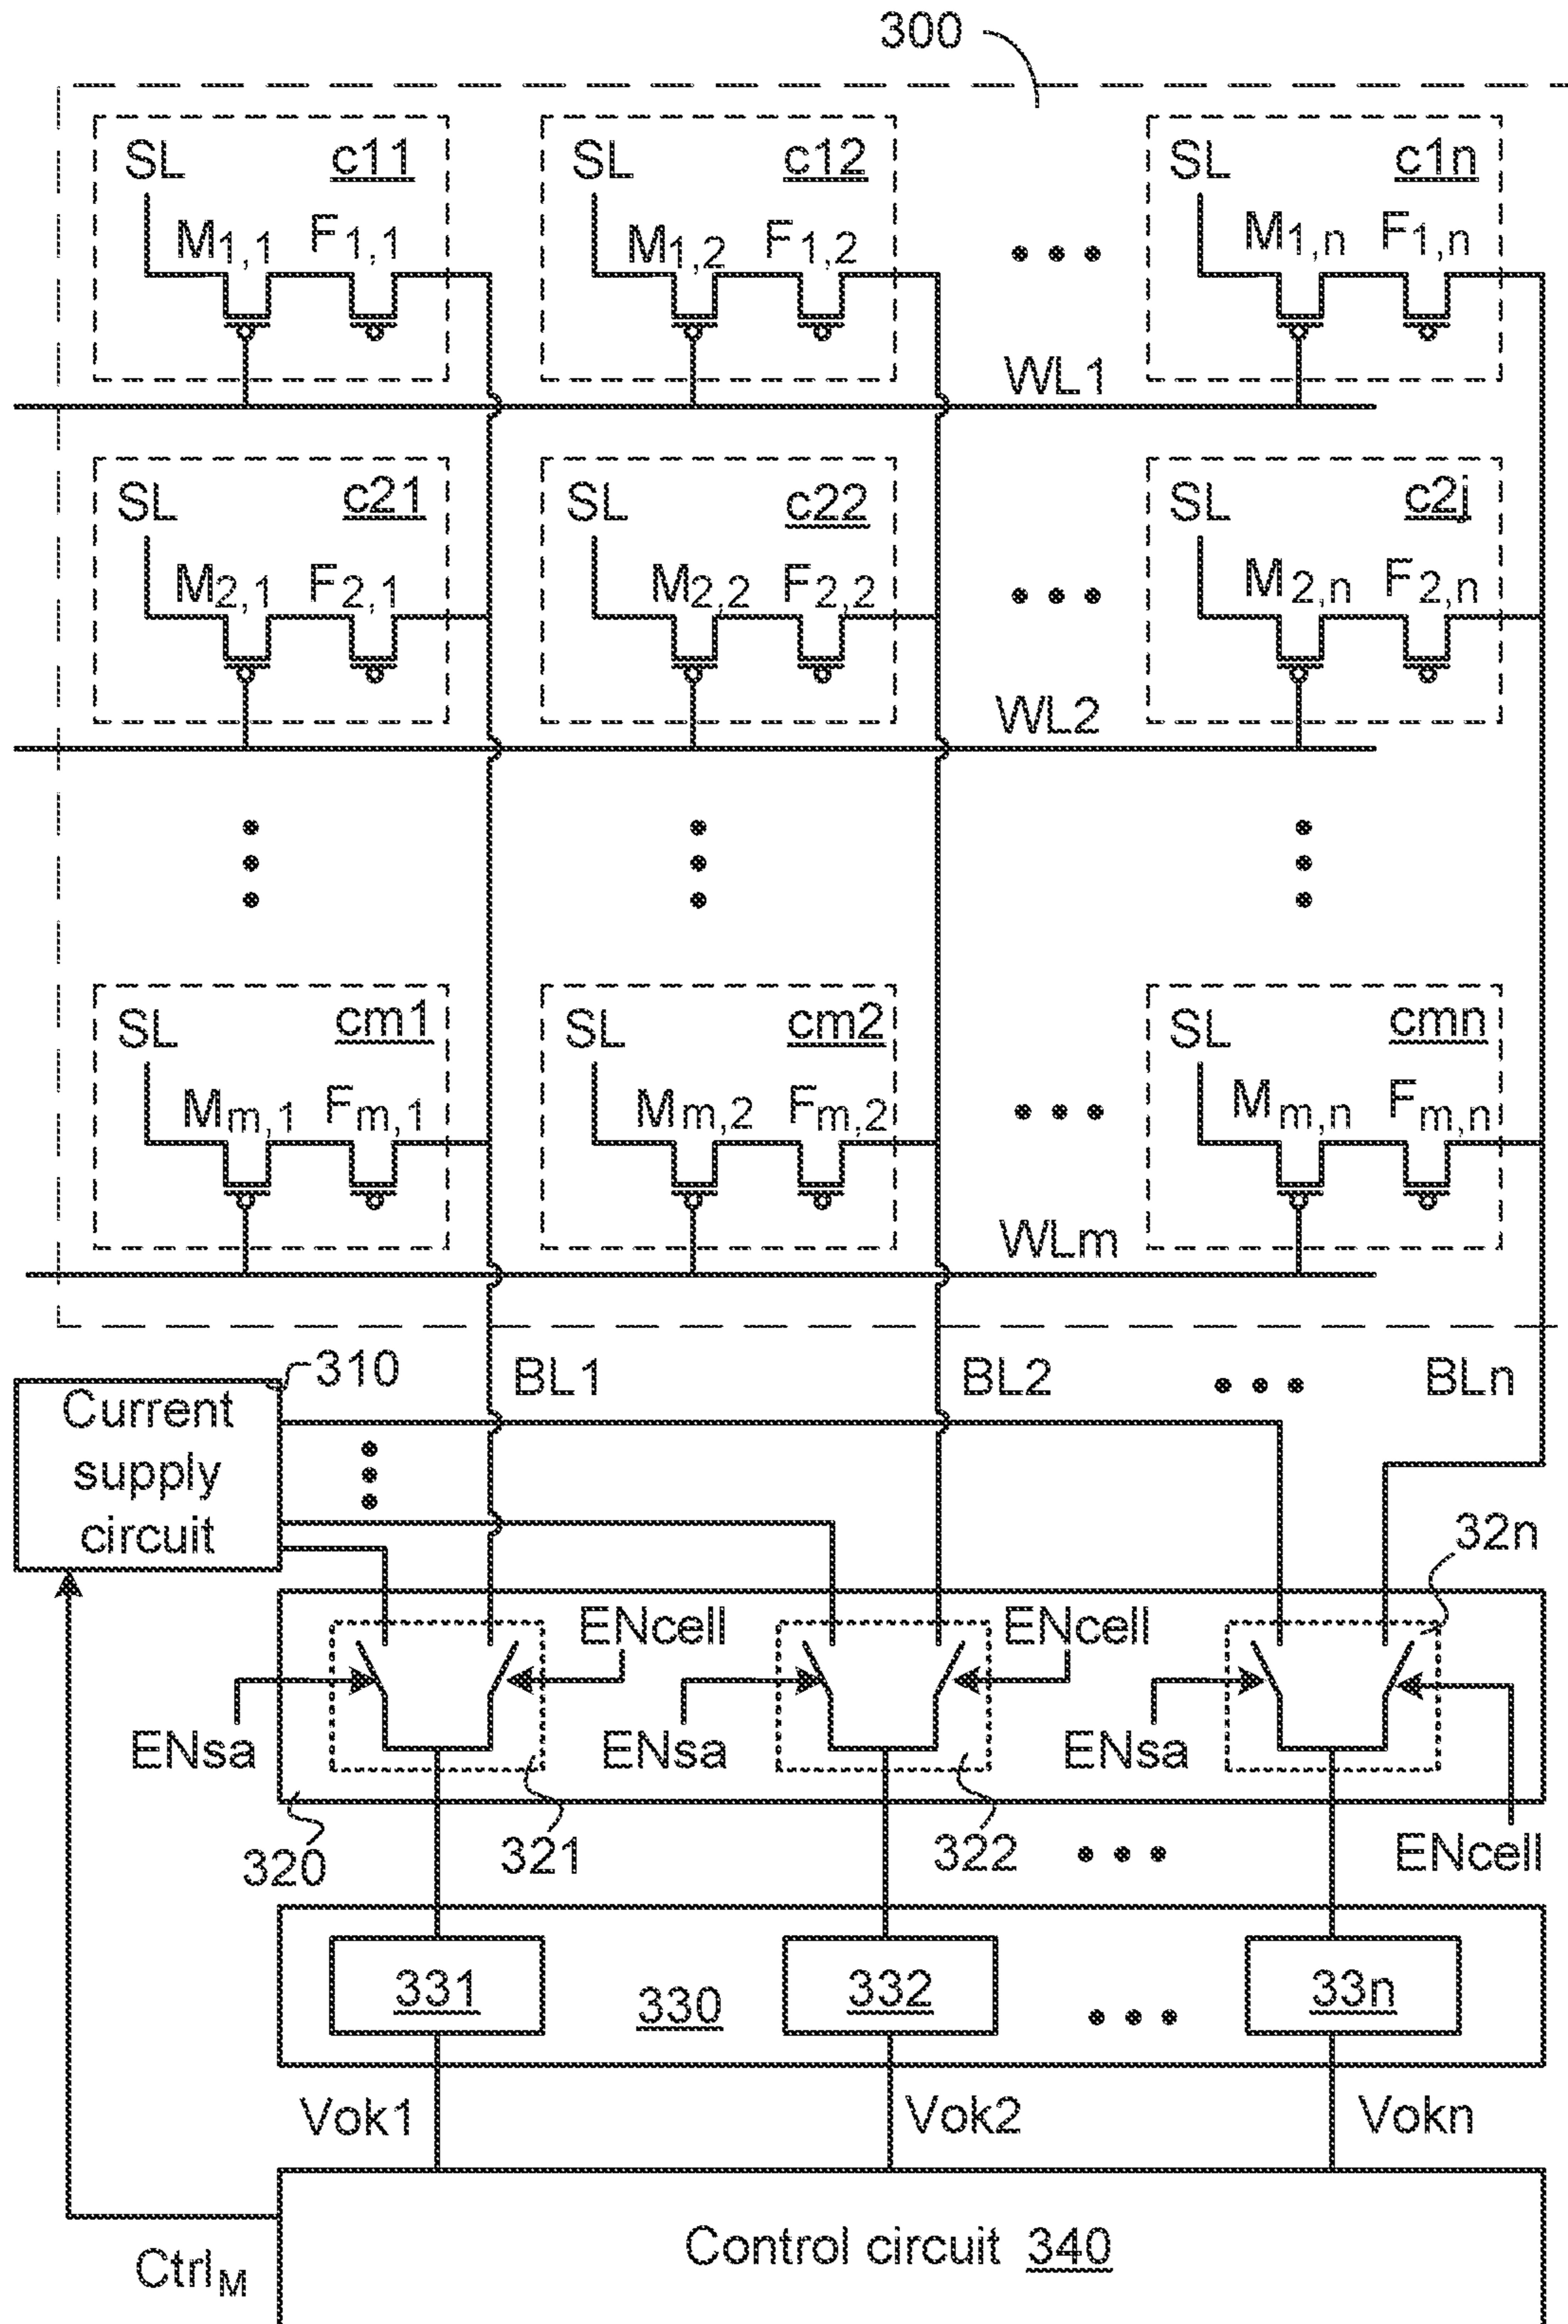 300
SL c11 SL c12 SL c1n
M1,1 F1,1 M1,2 F1,2 M1,n F1,n
WL1
SL c21 SL c22 SL c2j
M2,1 F2,1 M2,2 F2,2 M2,n F2,n
WL2
SL cm1 SL cm2 SL cmn
Mm,1 Fm,1 Mm,2 Fm,2 Mm,n Fm,n
WLm
310 BL1 BL2 BLn
Current
supply
circuit
32n
ENcell ENcell
ENsa ENsa ENsa
320 321 322 ENcell
331 330 332 33n
Vok1 Vok2 Vokn
Control circuit 340
CtrlM